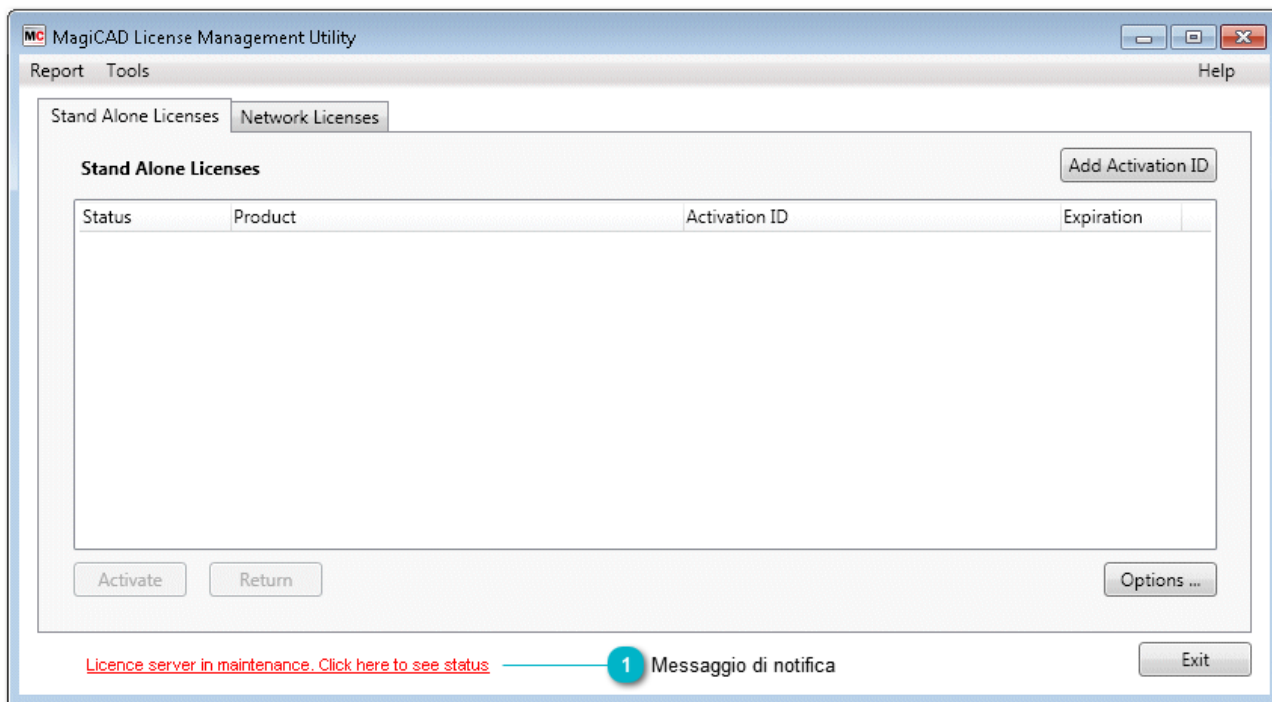 MC MagiCAD License Management Utility
Report Tools Help
Stand Alone Licenses Network Licenses
Stand Alone Licenses Add Activation ID
Status Product Activation ID Expiration
Activate Return Options ...
Licence server in maintenance. Click here to see status 1 Messaggio di notifica Exit